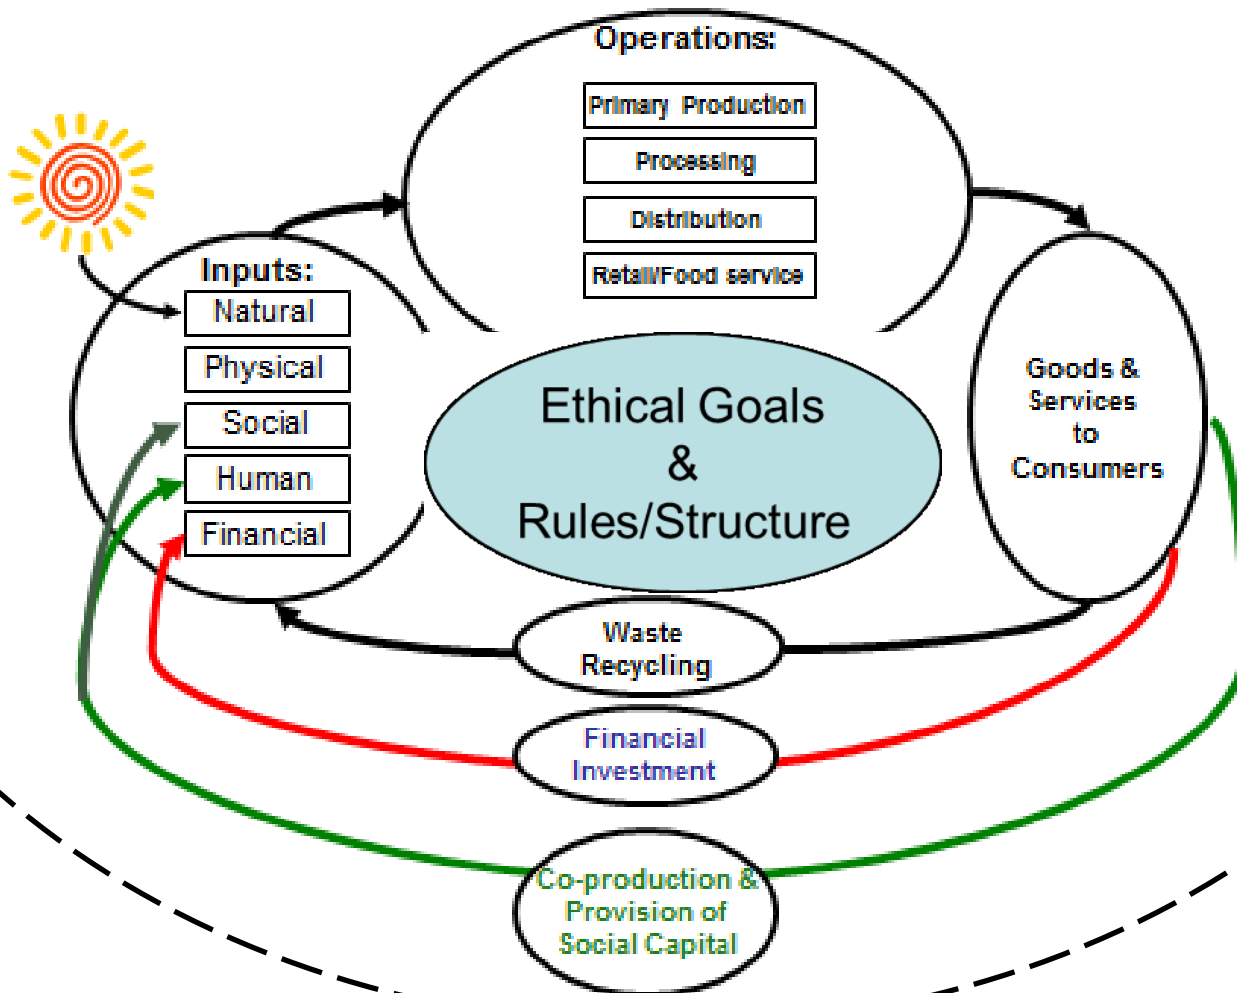 Operations:
Primary Production
Processing
Distribution
Retail/Food service
Inputs:
Natural
Physical
Social
Human
Financial
Ethical Goals
&
Rules/Structure
Goods &
Services
to
Consumers
Waste
Recycling
Financial
Investment
Co-production &
Provision of
Social Capital